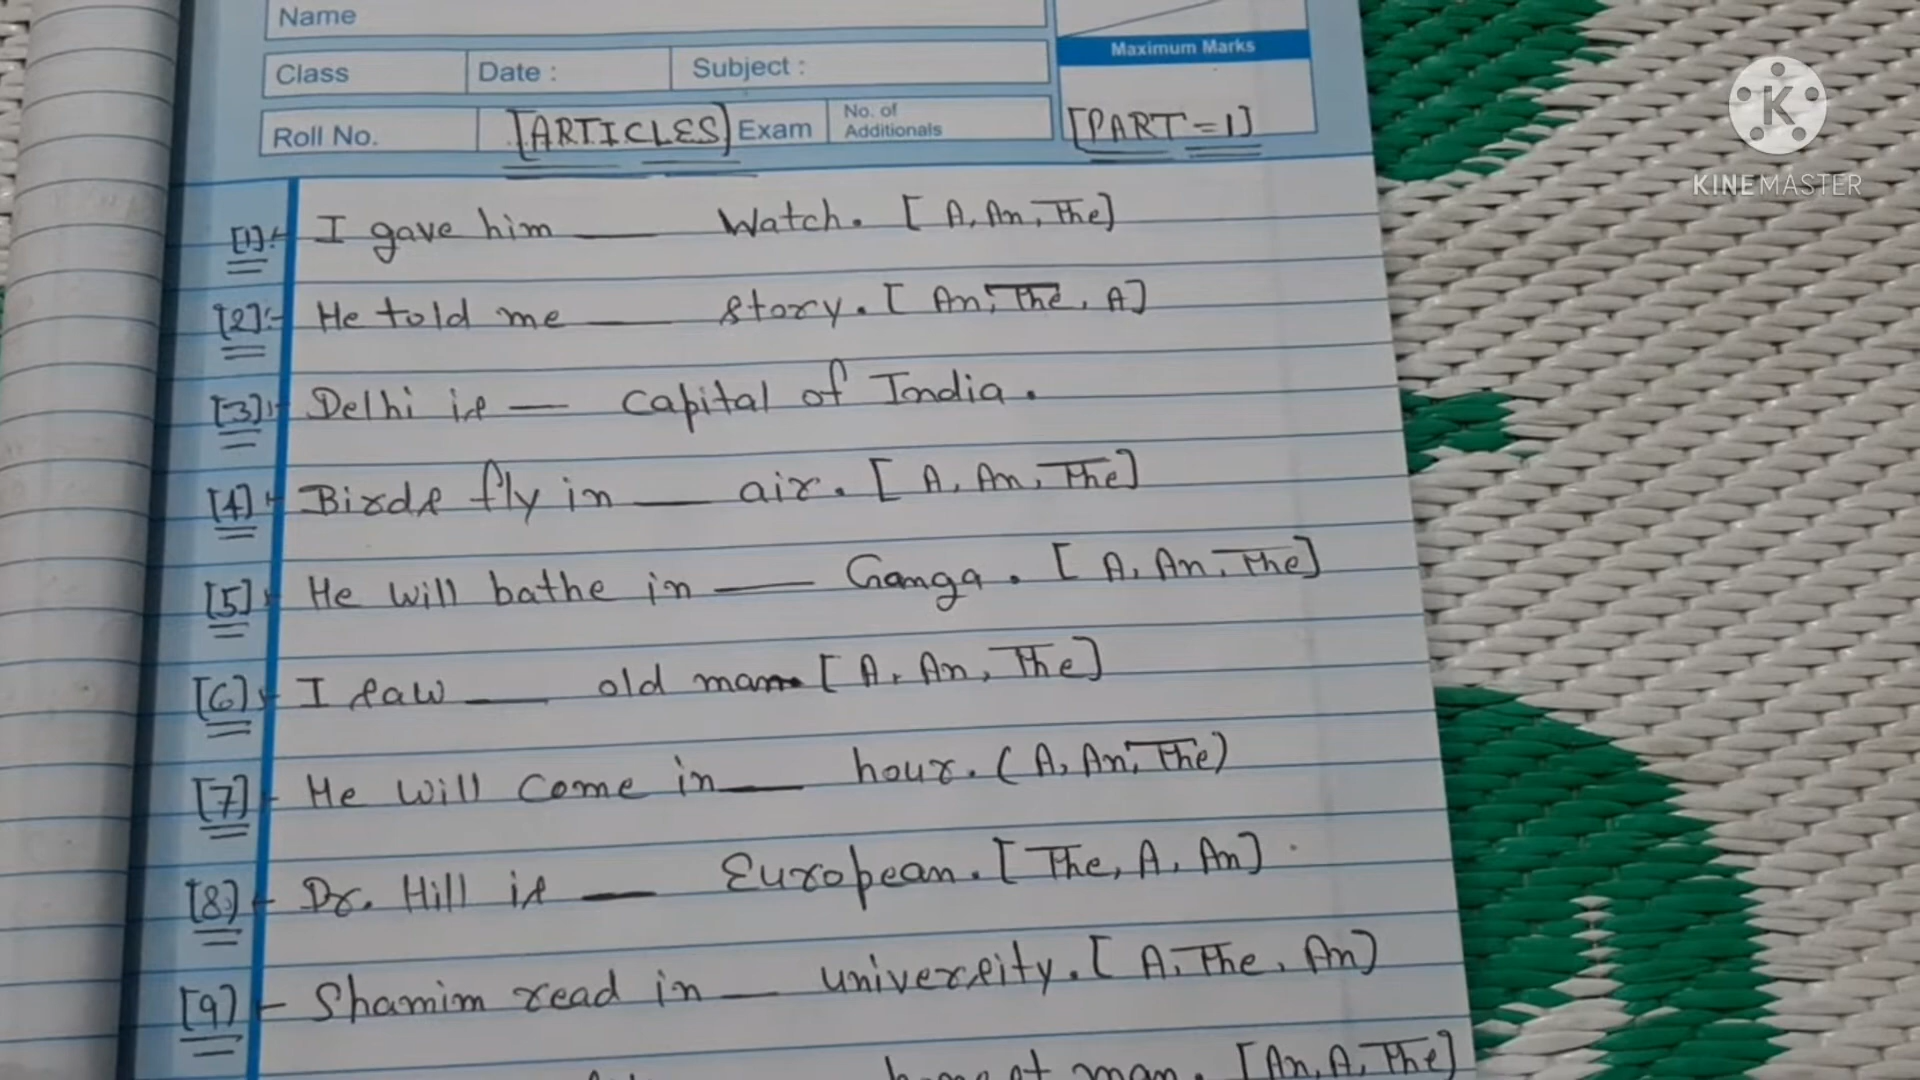 Name
Maximum Marks
Class Date : Subject :
Roll No. [ARTICLES] Exam No. of Additionals [PART=1]
KINEMASTER
[1]:- I gave him ___ Watch. [A, An, The]
[2]:- He told me ___ story. [An, The, A]
[3]:- Delhi is ___ capital of India.
[4]:- Birds fly in ___ air. [A, An, The]
[5]:- He will bathe in ___ Ganga. [A, An, The]
[6]:- I saw ___ old man. [A, An, The]
[7]:- He will come in ___ hour. (A, An, The)
[8]:- Dr. Hill is ___ European. [The, A, An]
[9]:- Shamim read in ___ university. [A, The, An)
honest man. [An, A, The]